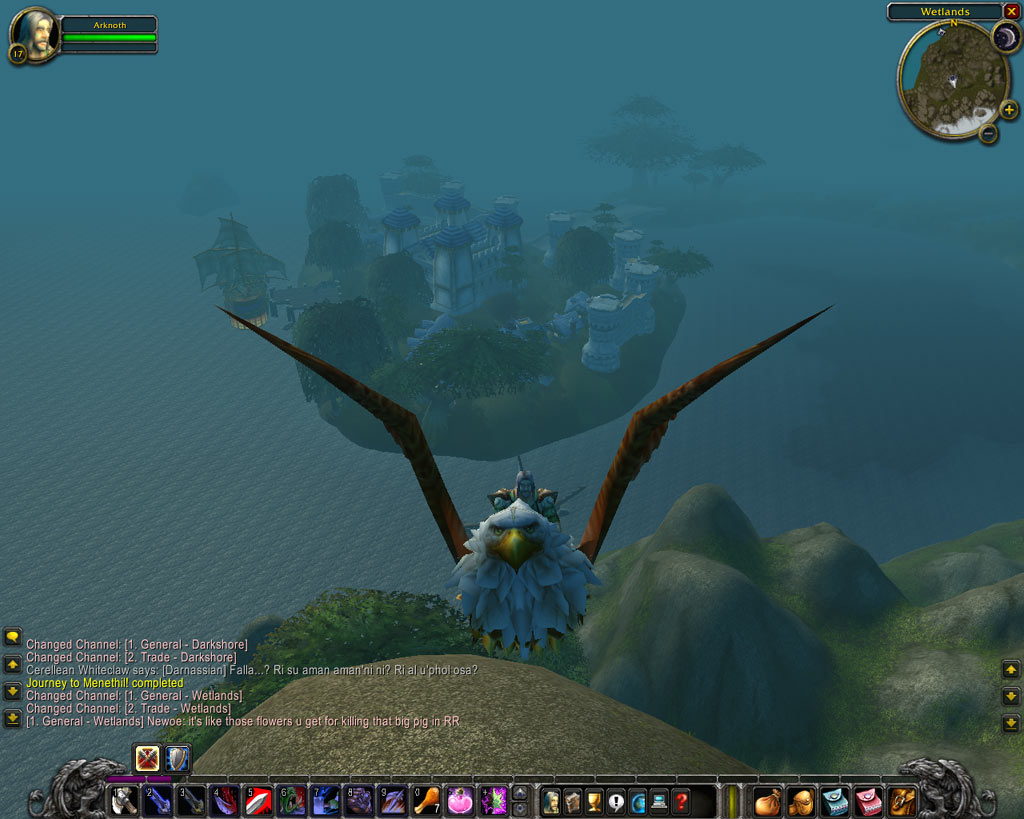 Arknoth
17
Wetlands
N
Changed Channel: [1. General - Darkshore]
Changed Channel: [2. Trade - Darkshore]
Cerellean Whiteclaw says: [Darnassian] Falla...? Ri su aman aman'ni ni? Ri al u'phol osa?
Journey to Menethil! completed
Changed Channel: [1. General - Wetlands]
Changed Channel: [2. Trade - Wetlands]
[1. General - Wetlands] Newoe: it's like those flowers u get for killing that big pig in RR
1 2 3 4 5 6 7 8 9 0
7